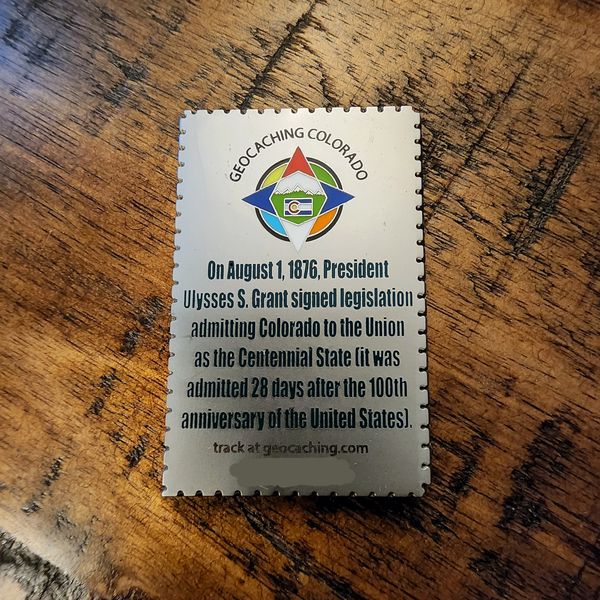 GEOCACHING COLORADO
On August 1, 1876, President
Ulysses S. Grant signed legislation
admitting Colorado to the Union
as the Centennial State (it was
admitted 28 days after the 100th
anniversary of the United States).
track at geocaching.com